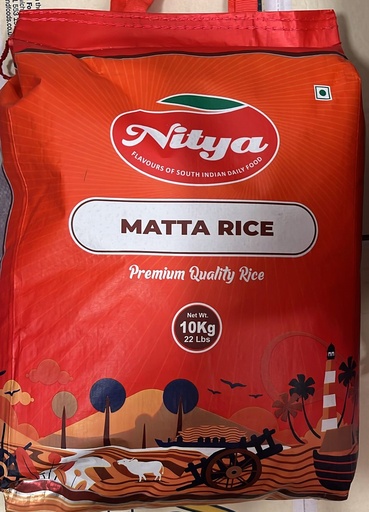 Nitya
FLAVOURS OF SOUTH INDIAN DAILY FOOD
MATTA RICE
Premium Quality Rice
Net Wt.
10Kg
22 Lbs